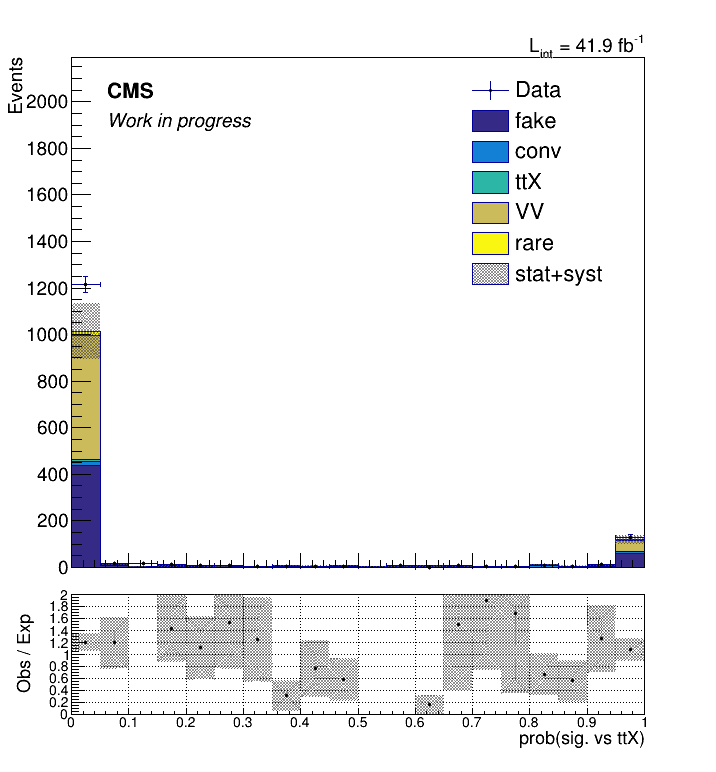 L_int = 41.9 fb^-1
Events
CMS
Work in progress
Data
fake
conv
ttX
VV
rare
stat+syst
2000
1800
1600
1400
1200
1000
800
600
400
200
0
Obs / Exp
2
1.8
1.6
1.4
1.2
1
0.8
0.6
0.4
0.2
0
0 0.1 0.2 0.3 0.4 0.5 0.6 0.7 0.8 0.9 1
prob(sig. vs ttX)